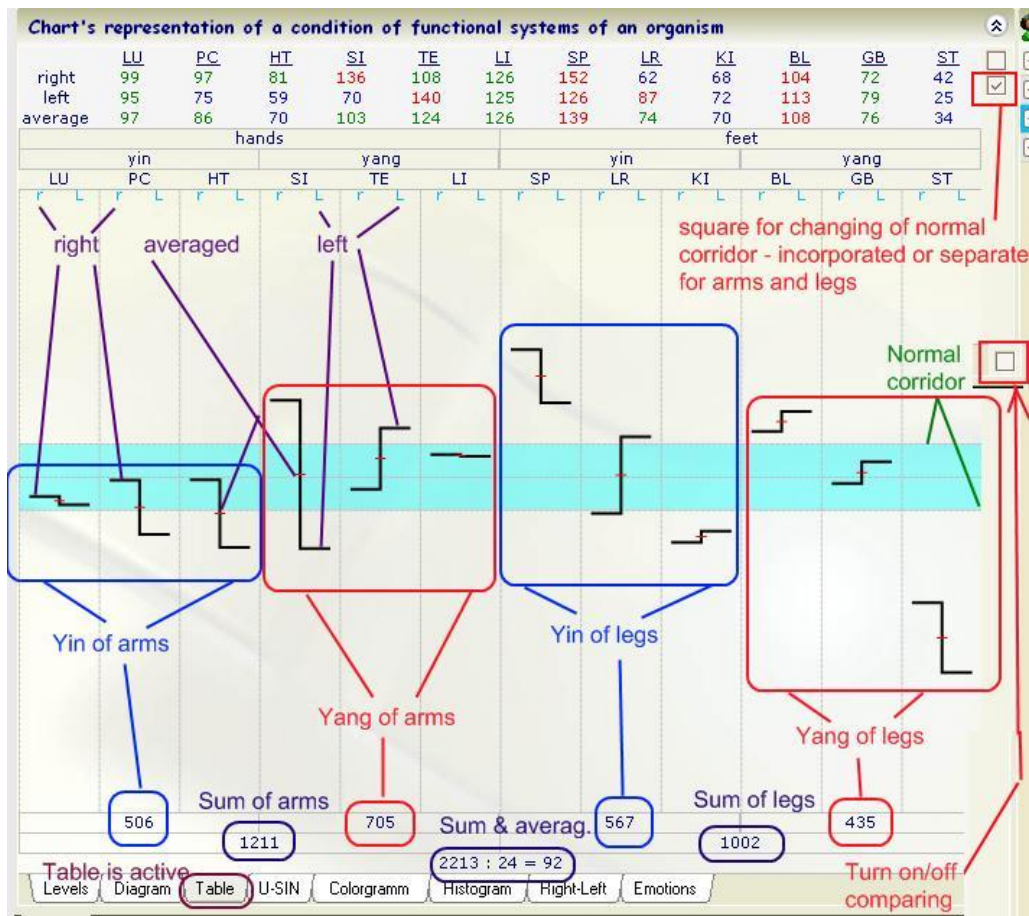 Chart's representation of a condition of functional systems of an organism
LU PC HT SI TE LI SP LR KI BL GB ST
right 99 97 81 136 108 126 152 62 68 104 72 42
left 95 75 59 70 140 125 126 87 72 113 79 25
average 97 86 70 103 124 126 139 74 70 108 76 34
hands feet
yin yang yin yang
LU PC HT SI TE LI SP LR KI BL GB ST
r L r L r L r L r L r L r L r L r L r L r L r L
right averaged left
square for changing of normal
corridor - incorporated or separate
for arms and legs
Normal
corridor
Yin of arms
Yin of legs
Yang of arms
Yang of legs
Sum of arms
Sum of legs
506 705 Sum & averag. 567 435
1211 1002
2213 : 24 = 92
Table is active
Turn on/off
comparing
Levels Diagram Table U-SIN Colorgramm Histogram Right-Left Emotions